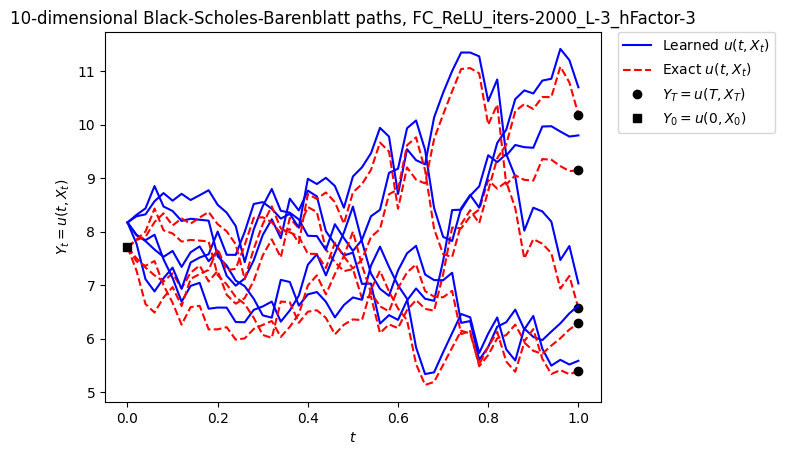 10-dimensional Black-Scholes-Barenblatt paths, FC_ReLU_iters-2000_L-3_hFactor-3
Learned u(t, X_t)
Exact u(t, X_t)
Y_T = u(T, X_T)
Y_0 = u(0, X_0)
Y_t = u(t, X_t)
11
10
9
8
7
6
5
0.0 0.2 0.4 0.6 0.8 1.0
t